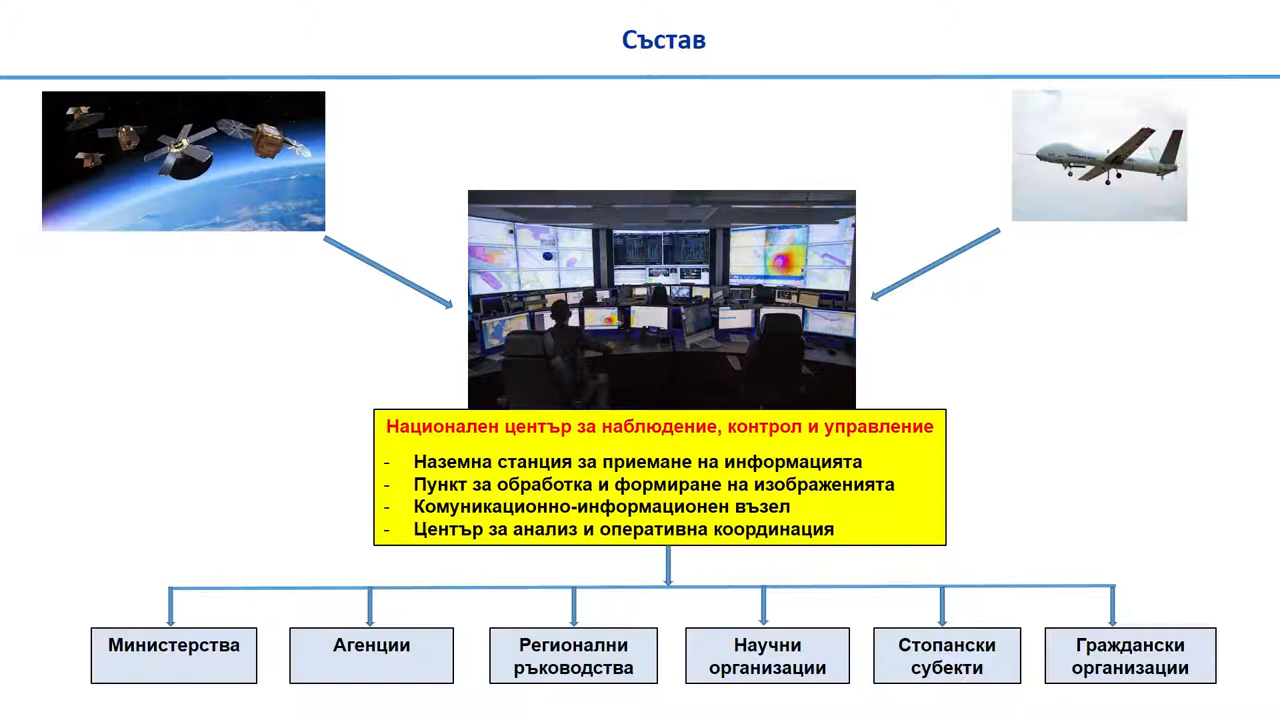 Състав
Национален център за наблюдение, контрол и управление
- Наземна станция за приемане на информацията
- Пункт за обработка и формиране на изображенията
- Комуникационно-информационен възел
- Център за анализ и оперативна координация
Министерства
Агенции
Регионални
ръководства
Научни
организации
Стопански
субекти
Граждански
организации